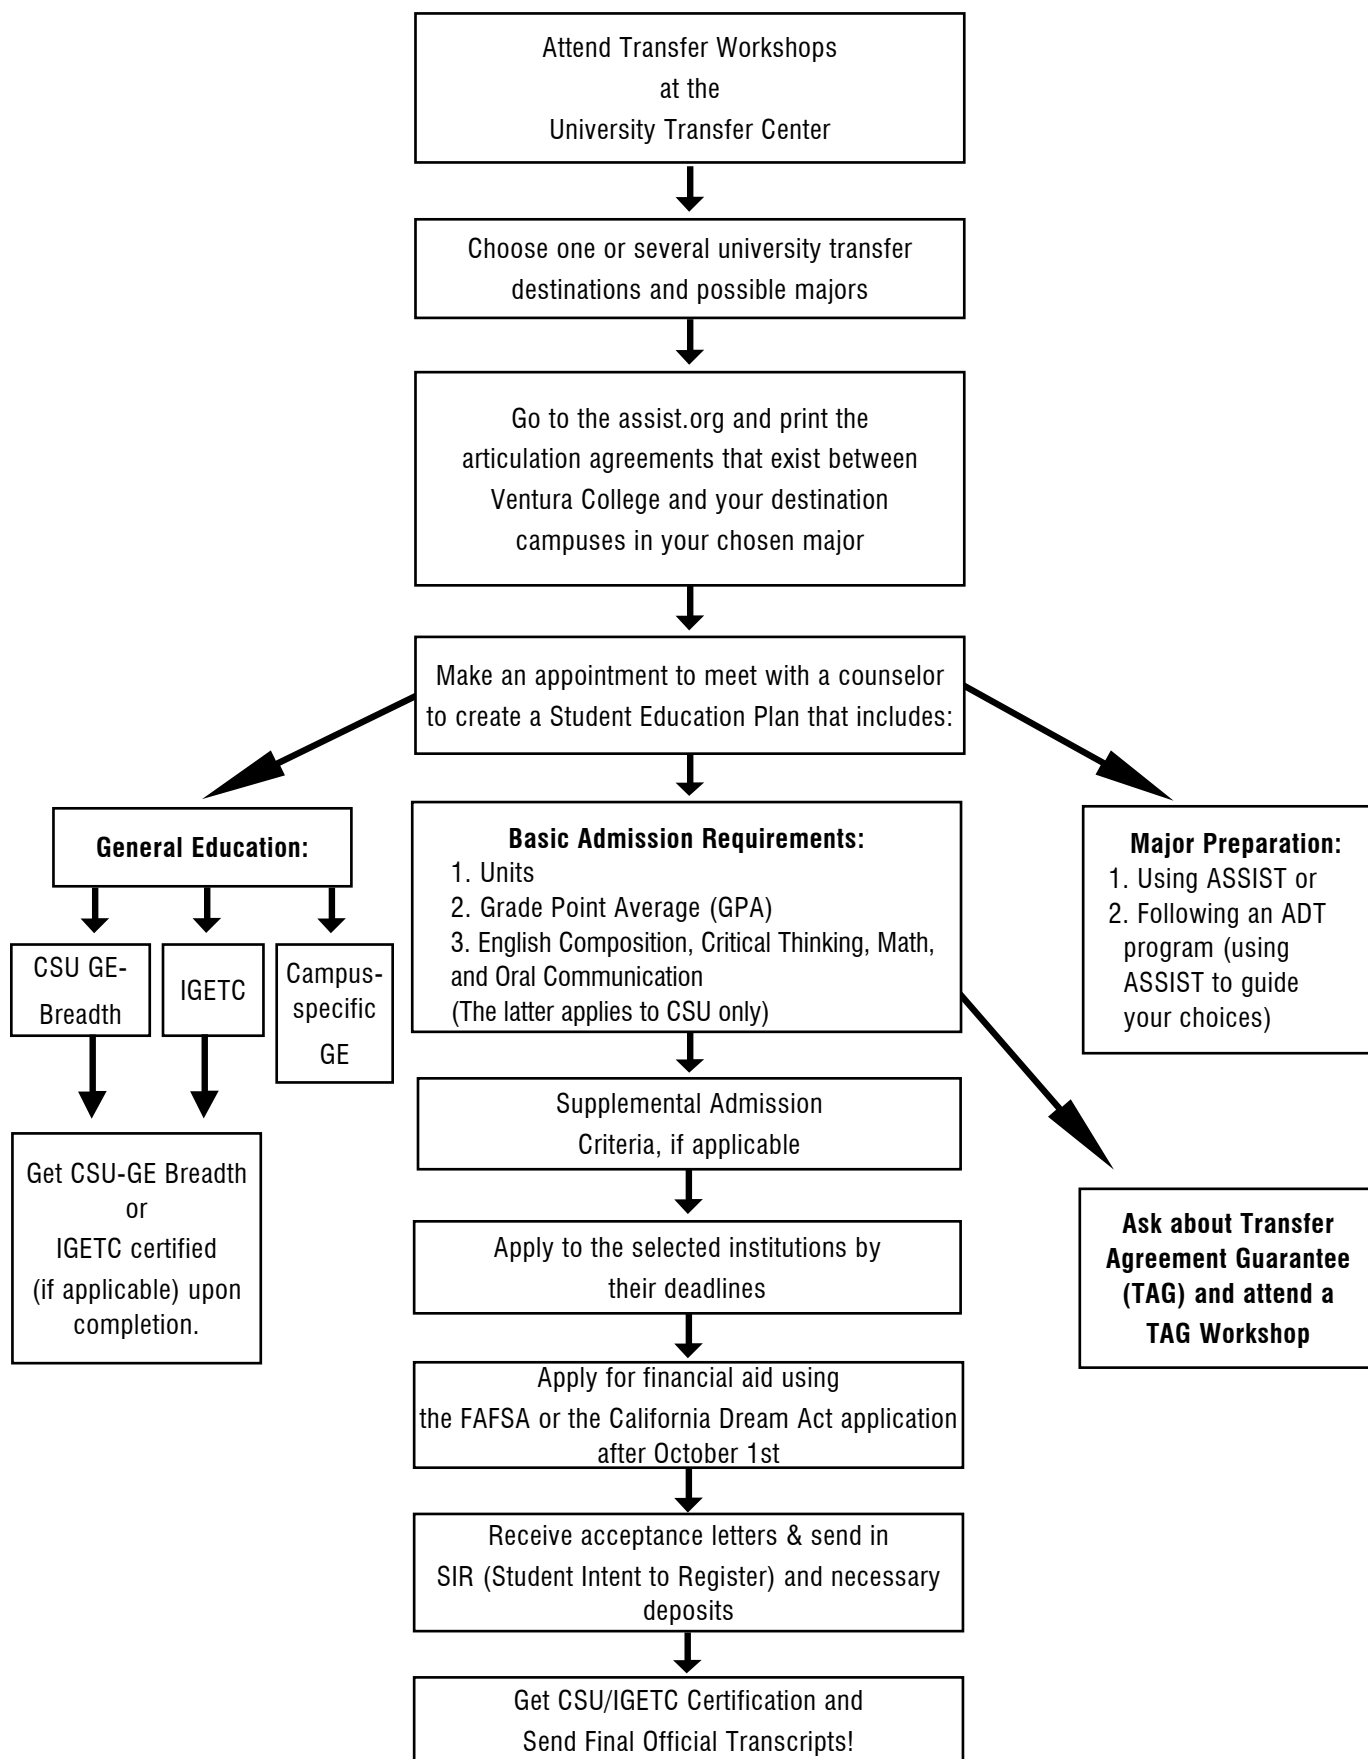 Attend Transfer Workshops
at the
University Transfer Center
Choose one or several university transfer
destinations and possible majors
Go to the assist.org and print the
articulation agreements that exist between
Ventura College and your destination
campuses in your chosen major
Make an appointment to meet with a counselor
to create a Student Education Plan that includes:
General Education:
CSU GE-
Breadth
IGETC
Campus-
specific
GE
Get CSU-GE Breadth
or
IGETC certified
(if applicable) upon
completion.
Basic Admission Requirements:
1. Units
2. Grade Point Average (GPA)
3. English Composition, Critical Thinking, Math,
and Oral Communication
(The latter applies to CSU only)
Major Preparation:
1. Using ASSIST or
2. Following an ADT
program (using
ASSIST to guide
your choices)
Supplemental Admission
Criteria, if applicable
Ask about Transfer
Agreement Guarantee
(TAG) and attend a
TAG Workshop
Apply to the selected institutions by
their deadlines
Apply for financial aid using
the FAFSA or the California Dream Act application
after October 1st
Receive acceptance letters & send in
SIR (Student Intent to Register) and necessary
deposits
Get CSU/IGETC Certification and
Send Final Official Transcripts!